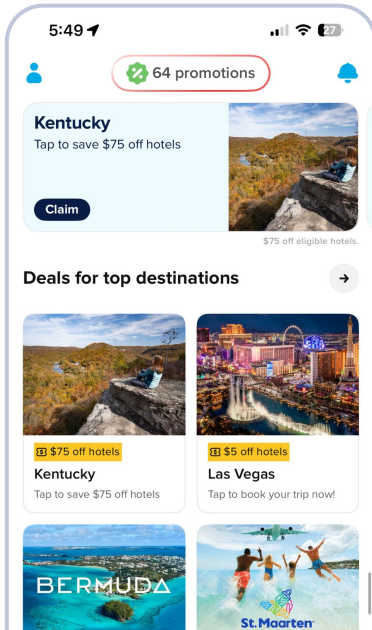 5:49
27
64 promotions
Kentucky
Tap to save $75 off hotels
Claim
$75 off eligible hotels.
Deals for top destinations
$75 off hotels
Kentucky
Tap to save $75 off hotels
$5 off hotels
Las Vegas
Tap to book your trip now!
BERMUDA
St. Maarten